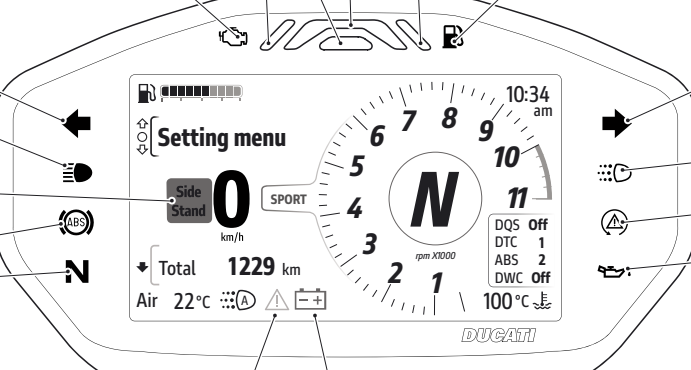 10:34
am
Setting menu
Side
Stand
0
km/h
SPORT
N
rpm X1000
1
2
3
4
5
6
7
8
9
10
11
DQS Off
DTC 1
ABS 2
DWC Off
Total 1229 km
Air 22°C
A
100°C
ABS
N
DUCATI